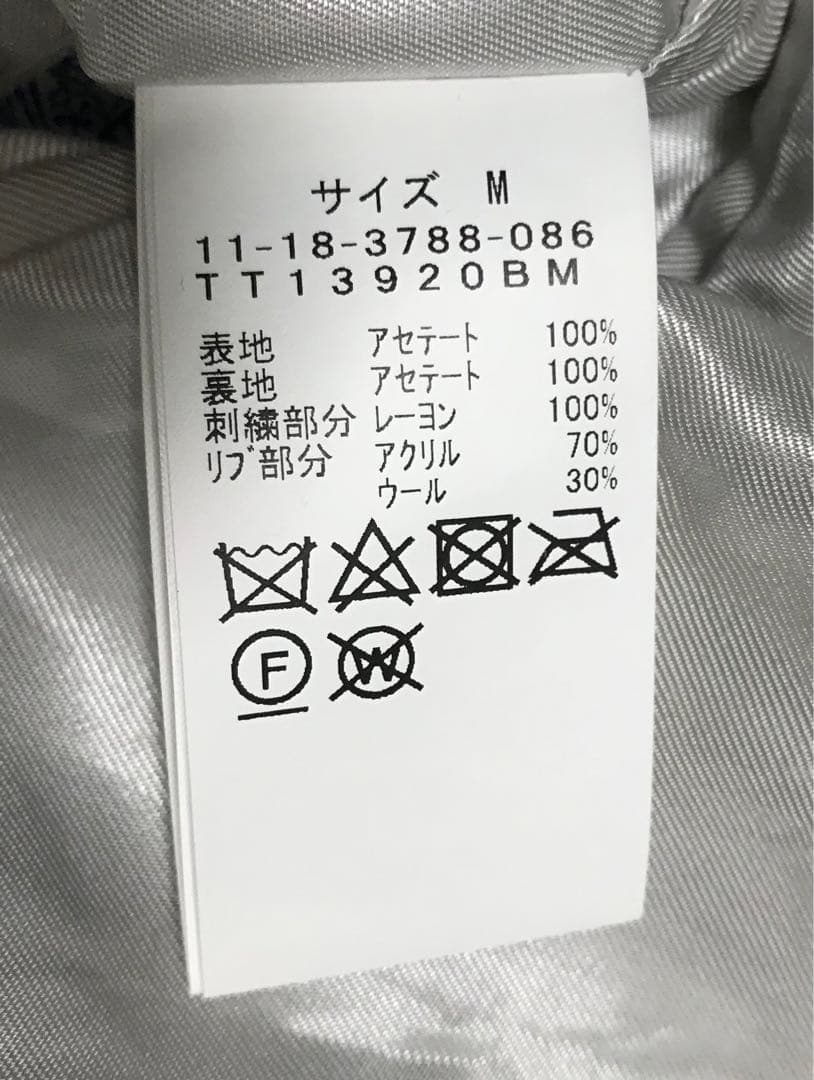 サイズ M
11-18-3788-086
TT13920BM
表地 アセテート 100%
裏地 アセテート 100%
刺繍部分 レーヨン 100%
リブ部分 アクリル 70%
ウール 30%
F W